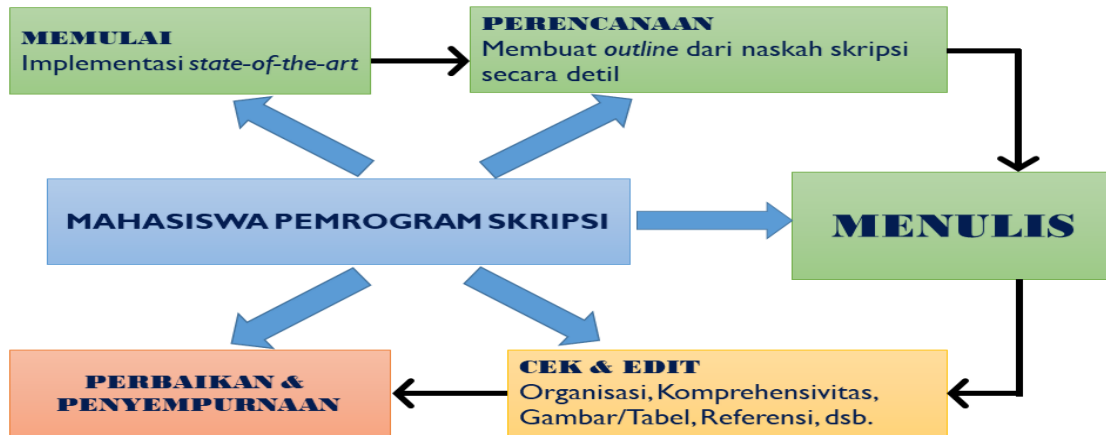 MEMULAI
Implementasi state-of-the-art
PERENCANAAN
Membuat outline dari naskah skripsi
secara detil
MAHASISWA PEMROGRAM SKRIPSI
MENULIS
PERBAIKAN &
PENYEMPURNAAN
CEK & EDIT
Organisasi, Komprehensivitas,
Gambar/Tabel, Referensi, dsb.